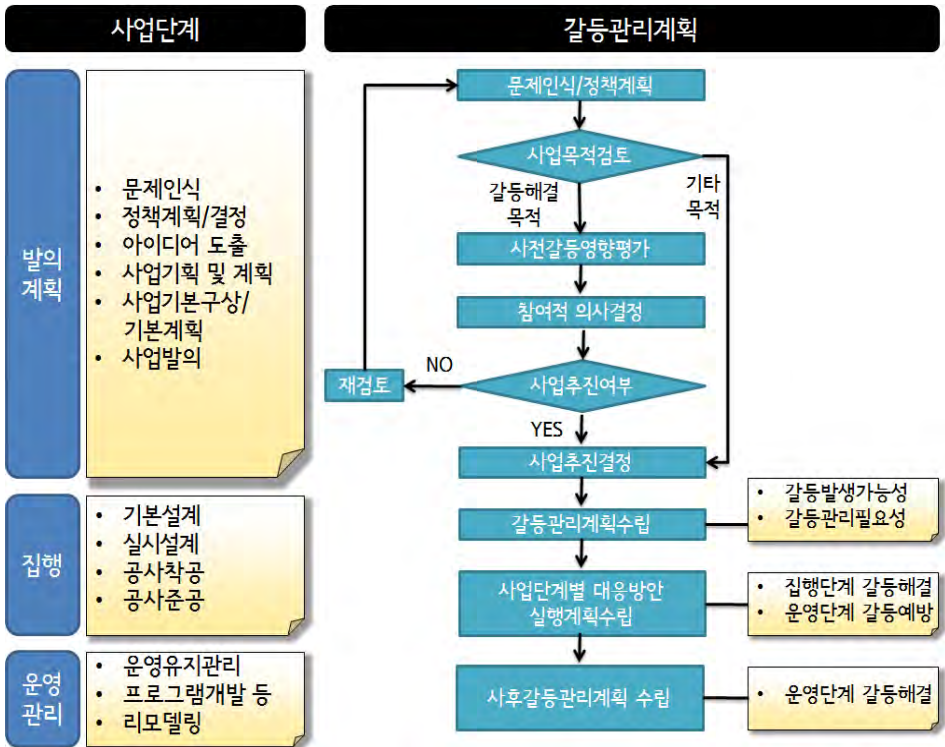 사업단계
갈등관리계획
발의
계획
• 문제인식
• 정책계획/결정
• 아이디어 도출
• 사업기획 및 계획
• 사업기본구상/
기본계획
• 사업발의
집행
• 기본설계
• 실시설계
• 공사착공
• 공사준공
운영
관리
• 운영유지관리
• 프로그램개발 등
• 리모델링
문제인식/정책계획
사업목적검토
갈등해결
목적
기타
목적
사전갈등영향평가
참여적 의사결정
사업추진여부
NO
재검토
YES
사업추진결정
갈등관리계획수립
• 갈등발생가능성
• 갈등관리필요성
사업단계별 대응방안
실행계획수립
• 집행단계 갈등해결
• 운영단계 갈등예방
사후갈등관리계획 수립
• 운영단계 갈등해결